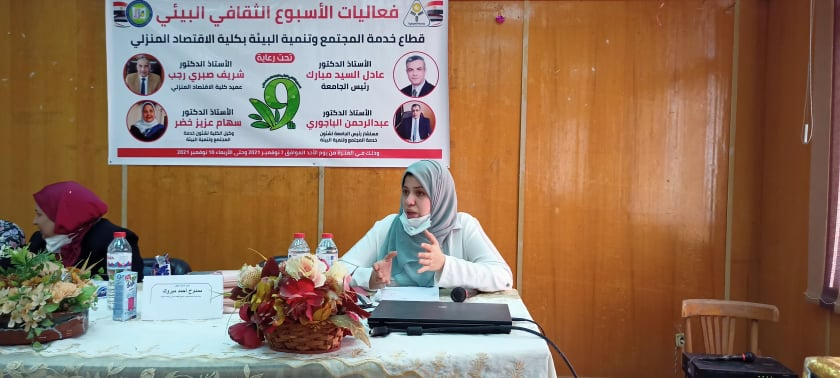 فعاليات الأسبوع الثقافي البيئي
قطاع خدمة المجتمع وتنمية البيئة بكلية الاقتصاد المنزلي
تحت رعاية
الأستاذ الدكتور
عادل السيد مبارك
رئيس الجامعة
الأستاذ الدكتور
شريف صبري رجب
عميد كلية الاقتصاد المنزلي
الأستاذ الدكتور
عبدالرحمن الباجوري
مستشار رئيس الجامعة لشئون
خدمة المجتمع وتنمية البيئة
الأستاذ الدكتور
سهام عزيز خضر
وكيل الكلية لشئون خدمة
المجتمع وتنمية البيئة
9
وذلك في الفترة من يوم الأحد الموافق 7 نوفمبر 2021 وحتى الأربعاء 10 نوفمبر 2021
ممدوح أحمد مبروك